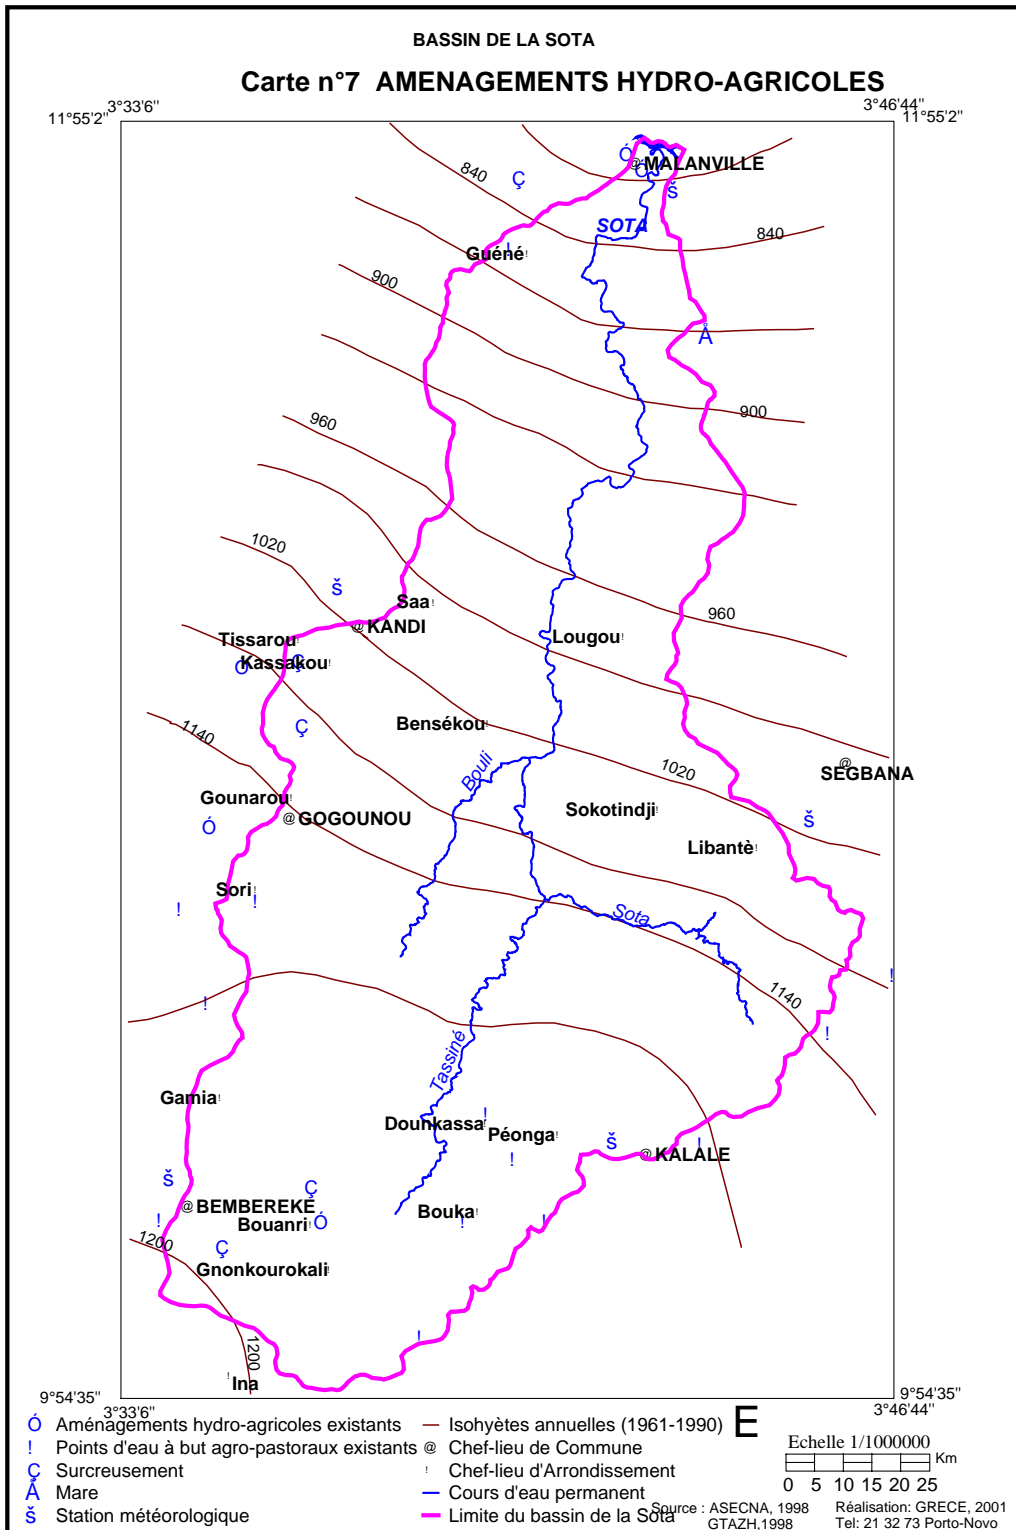 BASSIN DE LA SOTA
Carte n°7 AMENAGEMENTS HYDRO-AGRICOLES
3°33'6" 3°46'44"
11°55'2" 11°55'2"
840
Ç
Ó
@ MALANVILLE
Ó
š
SOTA
840
Guéné
!
900
Å
900
960
1020
š
Saa
@ KANDI
960
Tissarou
Lougou
Kassakou
Ó
Ç
Ç
1140
Bensékou
Bouli
1020
@
SEGBANA
Gounarou
@ GOGOUNOU
Sokotindji
š
Ó
Libantè
Sori
!
!
Sota
!
1140
!
!
Tassiné
Gamia
!
Dounkassa
Péonga
š
!
@ KALALE
!
š
Ç
@ BEMBEREKE
Bouka
!
!
!
Bouanri
Ó
1200
Ç
Gnonkourokali
!
1200
Ina
9°54'35" 9°54'35"
3°33'6" 3°46'44"
Ó Aménagements hydro-agricoles existants
! Points d'eau à but agro-pastoraux existants
Ç Surcreusement
Å Mare
š Station météorologique
Isohyètes annuelles (1961-1990)
@ Chef-lieu de Commune
! Chef-lieu d'Arrondissement
Cours d'eau permanent
Limite du bassin de la Sota
E
Echelle 1/1000000
Km
0 5 10 15 20 25
Source : ASECNA, 1998
GTAZH,1998
Réalisation: GRECE, 2001
Tel: 21 32 73 Porto-Novo